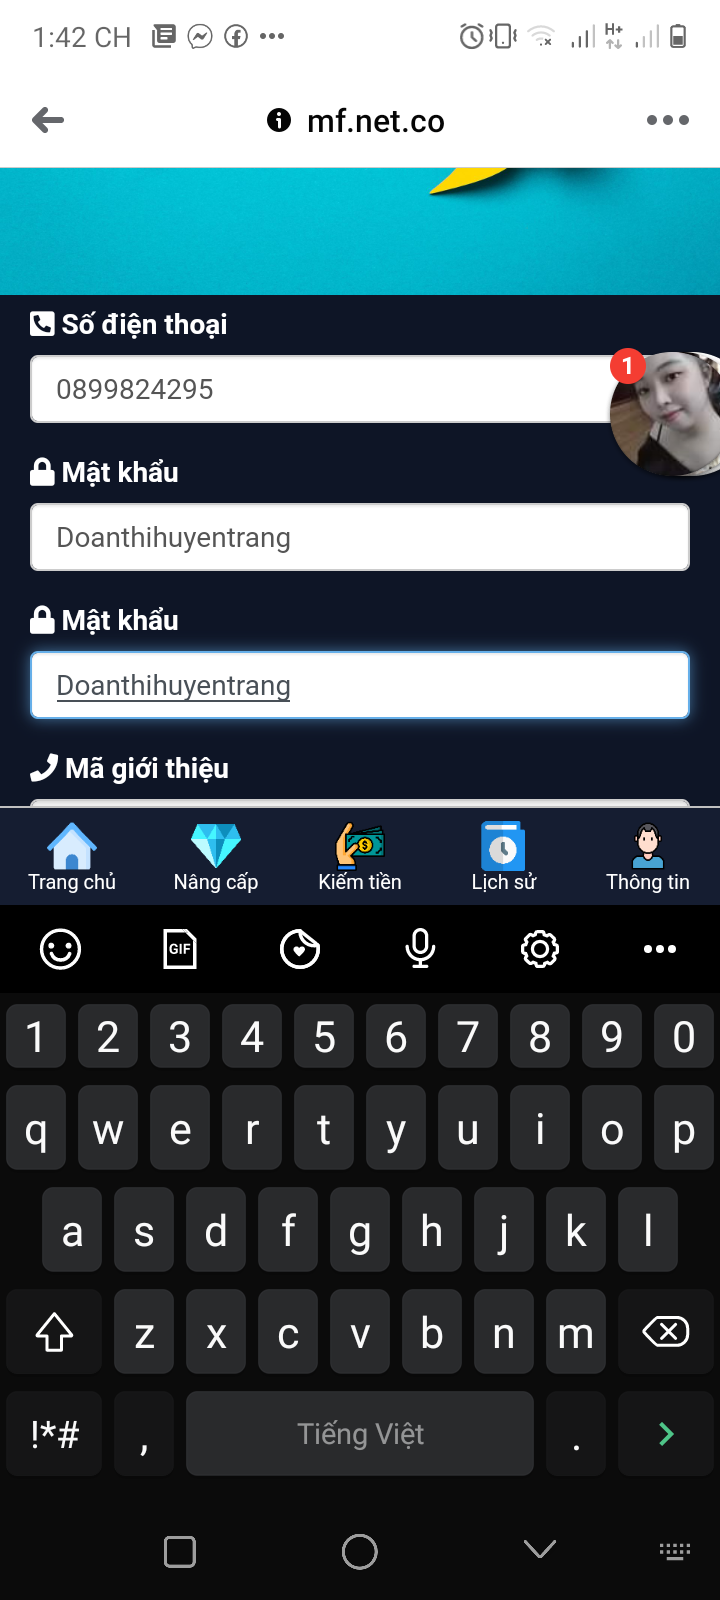 1:42 CH
H+
mf.net.co
Số điện thoại
0899824295
1
Mật khẩu
Doanthihuyentrang
Mật khẩu
Doanthihuyentrang
Mã giới thiệu
Trang chủ Nâng cấp Kiếm tiền Lịch sử Thông tin
GIF
1 2 3 4 5 6 7 8 9 0
q w e r t y u i o p
a s d f g h j k l
z x c v b n m
!*# , Tiếng Việt .